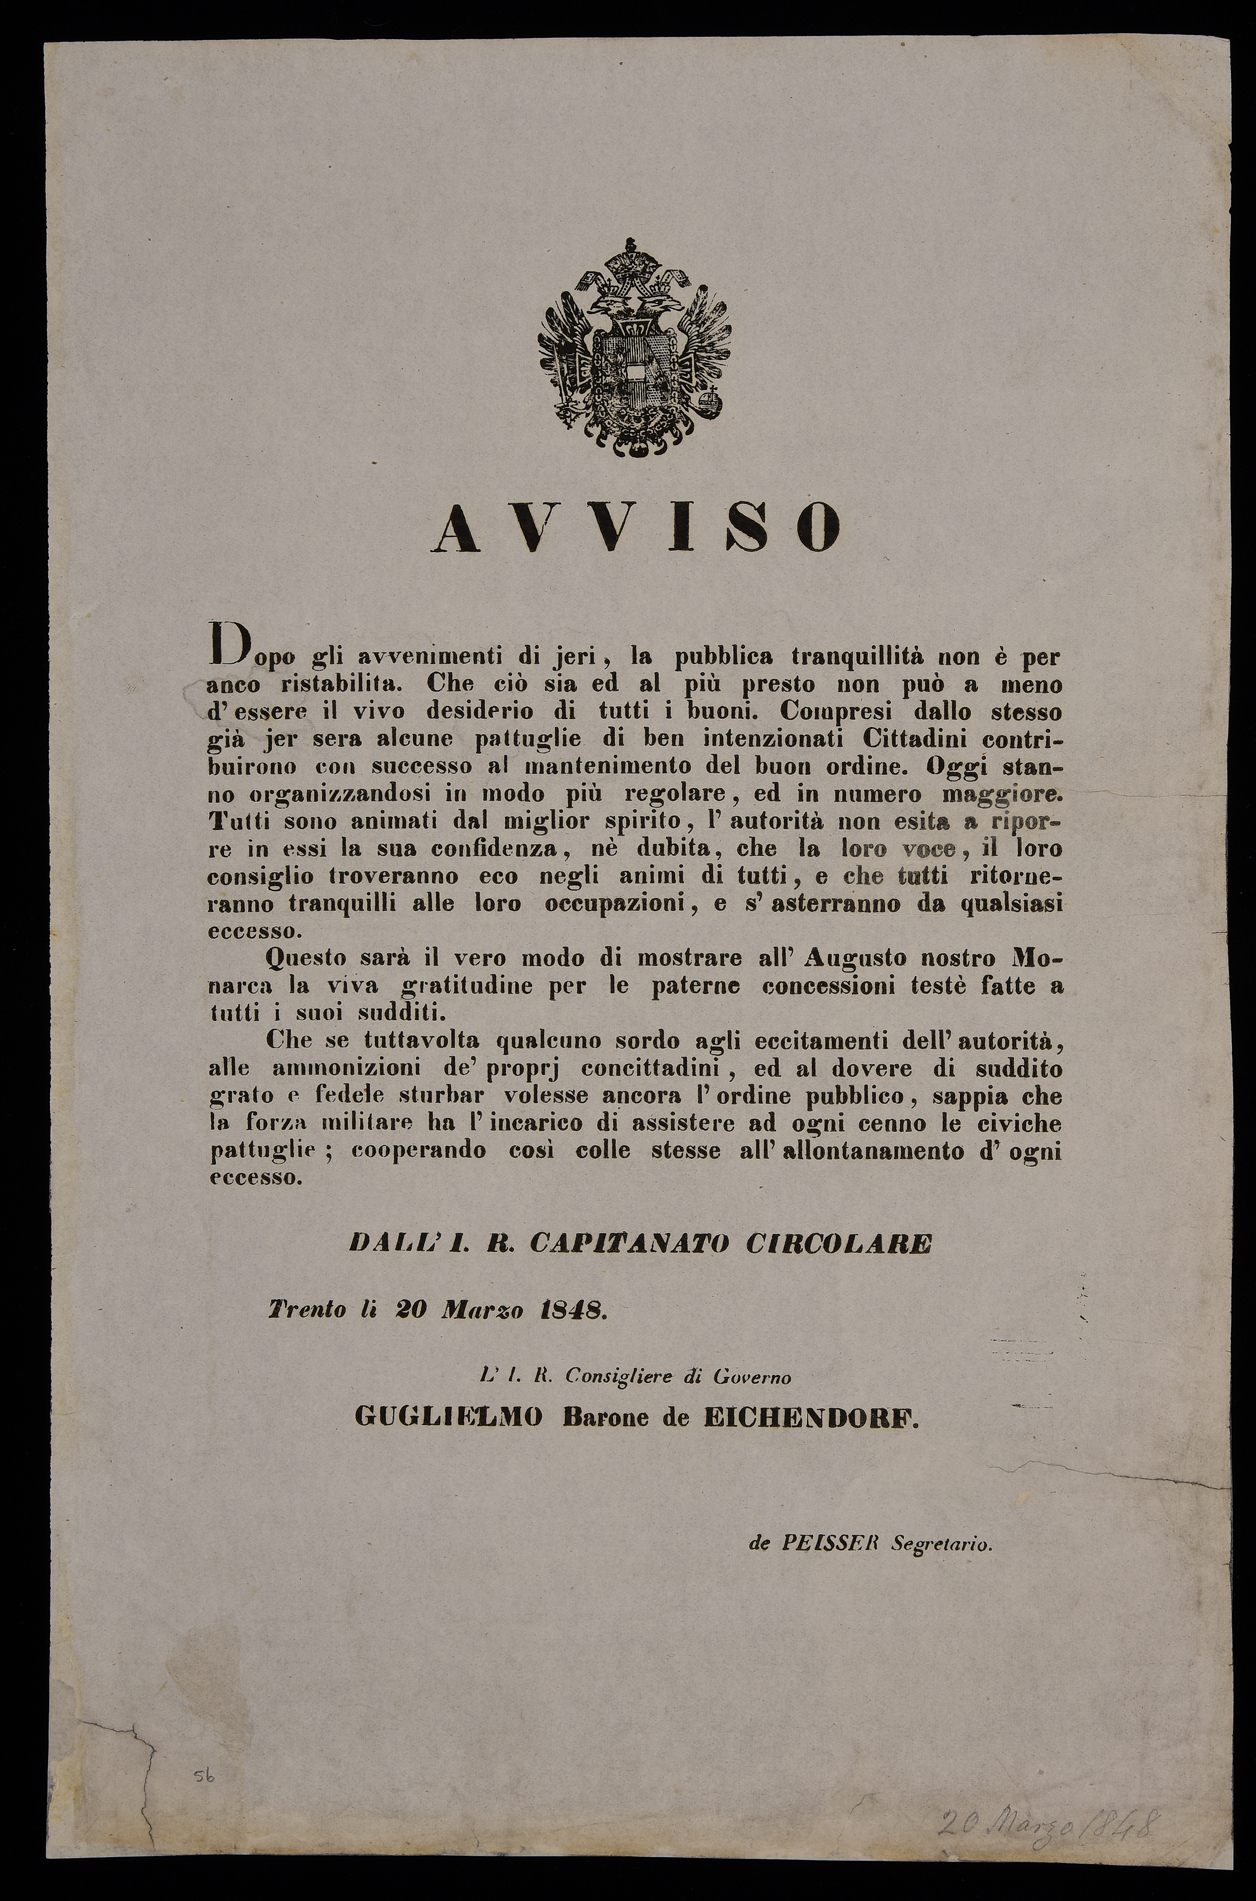 AVVISO
Dopo gli avvenimenti di jeri, la pubblica tranquillità non è per
anco ristabilita. Che ciò sia ed al più presto non può a meno
d'essere il vivo desiderio di tutti i buoni. Compresi dallo stesso
già jer sera alcune pattuglie di ben intenzionati Cittadini contri-
buirono con successo al mantenimento del buon ordine. Oggi stan-
no organizzandosi in modo più regolare, ed in numero maggiore.
Tutti sono animati dal miglior spirito, l'autorità non esita a ripor-
re in essi la sua confidenza, nè dubita, che la loro voce, il loro
consiglio troveranno eco negli animi di tutti, e che tutti ritorne-
ranno tranquilli alle loro occupazioni, e s'asterranno da qualsiasi
eccesso.
Questo sarà il vero modo di mostrare all'Augusto nostro Mo-
narca la viva gratitudine per le paterne concessioni testè fatte a
tutti i suoi sudditi.
Che se tuttavolta qualcuno sordo agli eccitamenti dell'autorità,
alle ammonizioni de' proprj concittadini, ed al dovere di suddito
grato e fedele sturbar volesse ancora l'ordine pubblico, sappia che
la forza militare ha l'incarico di assistere ad ogni cenno le civiche
pattuglie; cooperando così colle stesse all'allontanamento d'ogni
eccesso.
DALL' I. R. CAPITANATO CIRCOLARE
Trento li 20 Marzo 1848.
L' I. R. Consigliere di Governo
GUGLIELMO Barone de EICHENDORF.
de PEISSER Segretario.
56
20 Marzo 1848